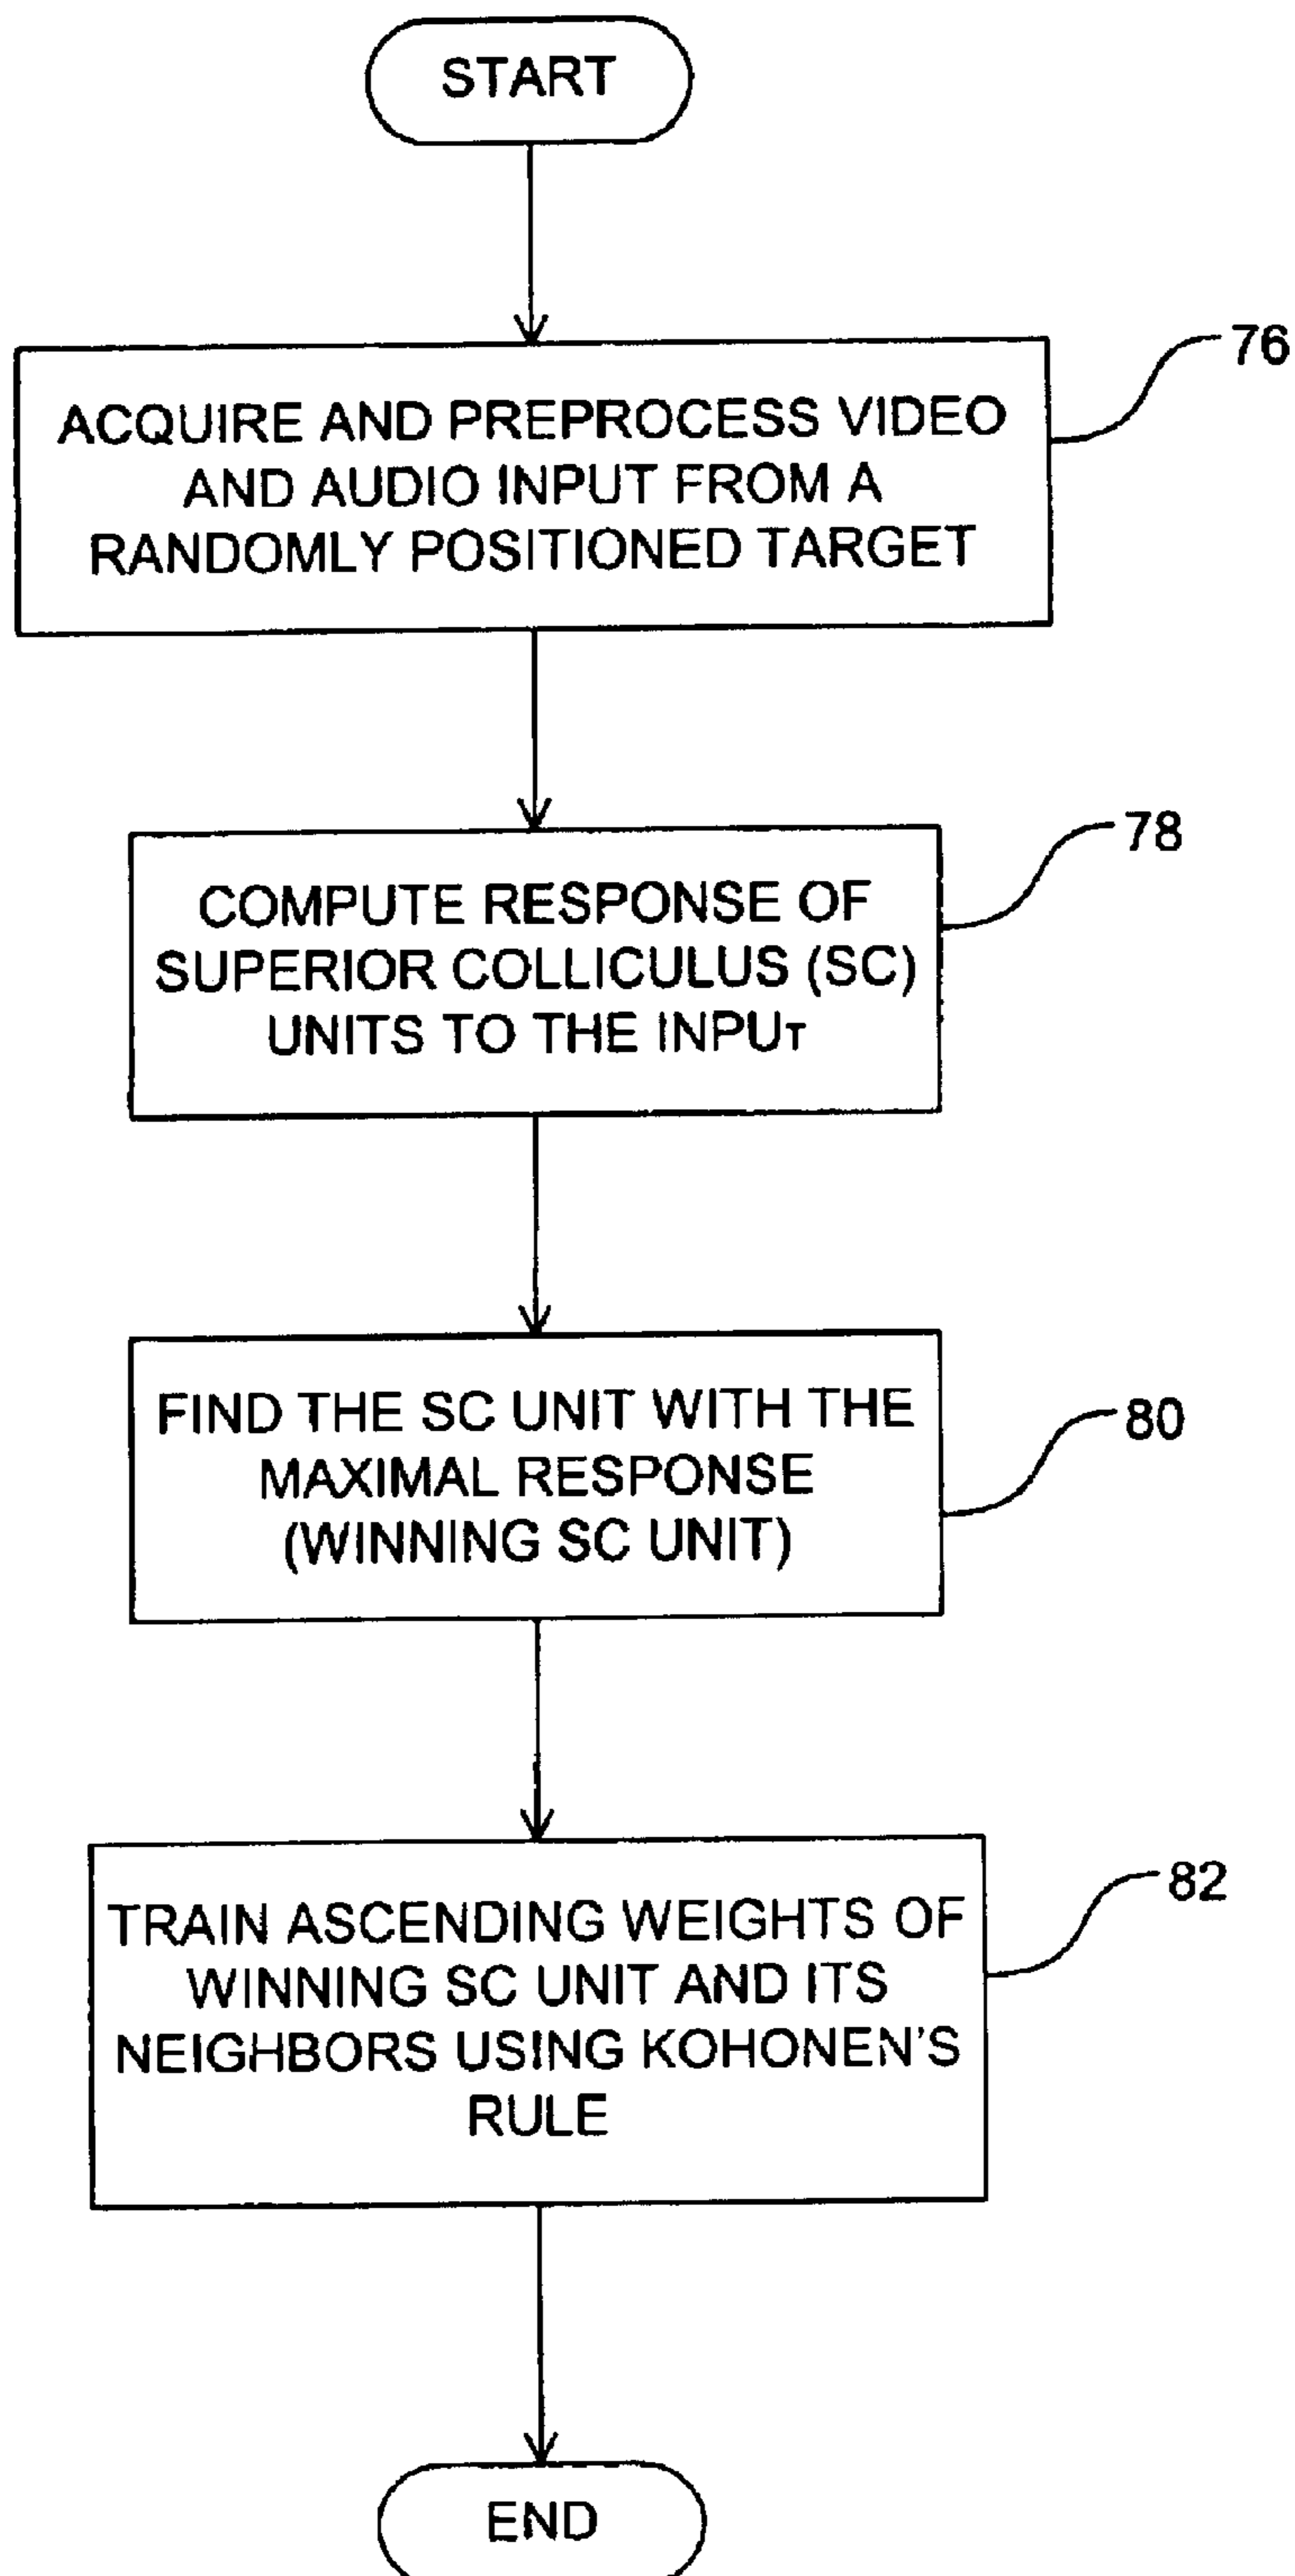 START
76
ACQUIRE AND PREPROCESS VIDEO
AND AUDIO INPUT FROM A
RANDOMLY POSITIONED TARGET
78
COMPUTE RESPONSE OF
SUPERIOR COLLICULUS (SC)
UNITS TO THE INPUT
80
FIND THE SC UNIT WITH THE
MAXIMAL RESPONSE
(WINNING SC UNIT)
82
TRAIN ASCENDING WEIGHTS OF
WINNING SC UNIT AND ITS
NEIGHBORS USING KOHONEN'S
RULE
END